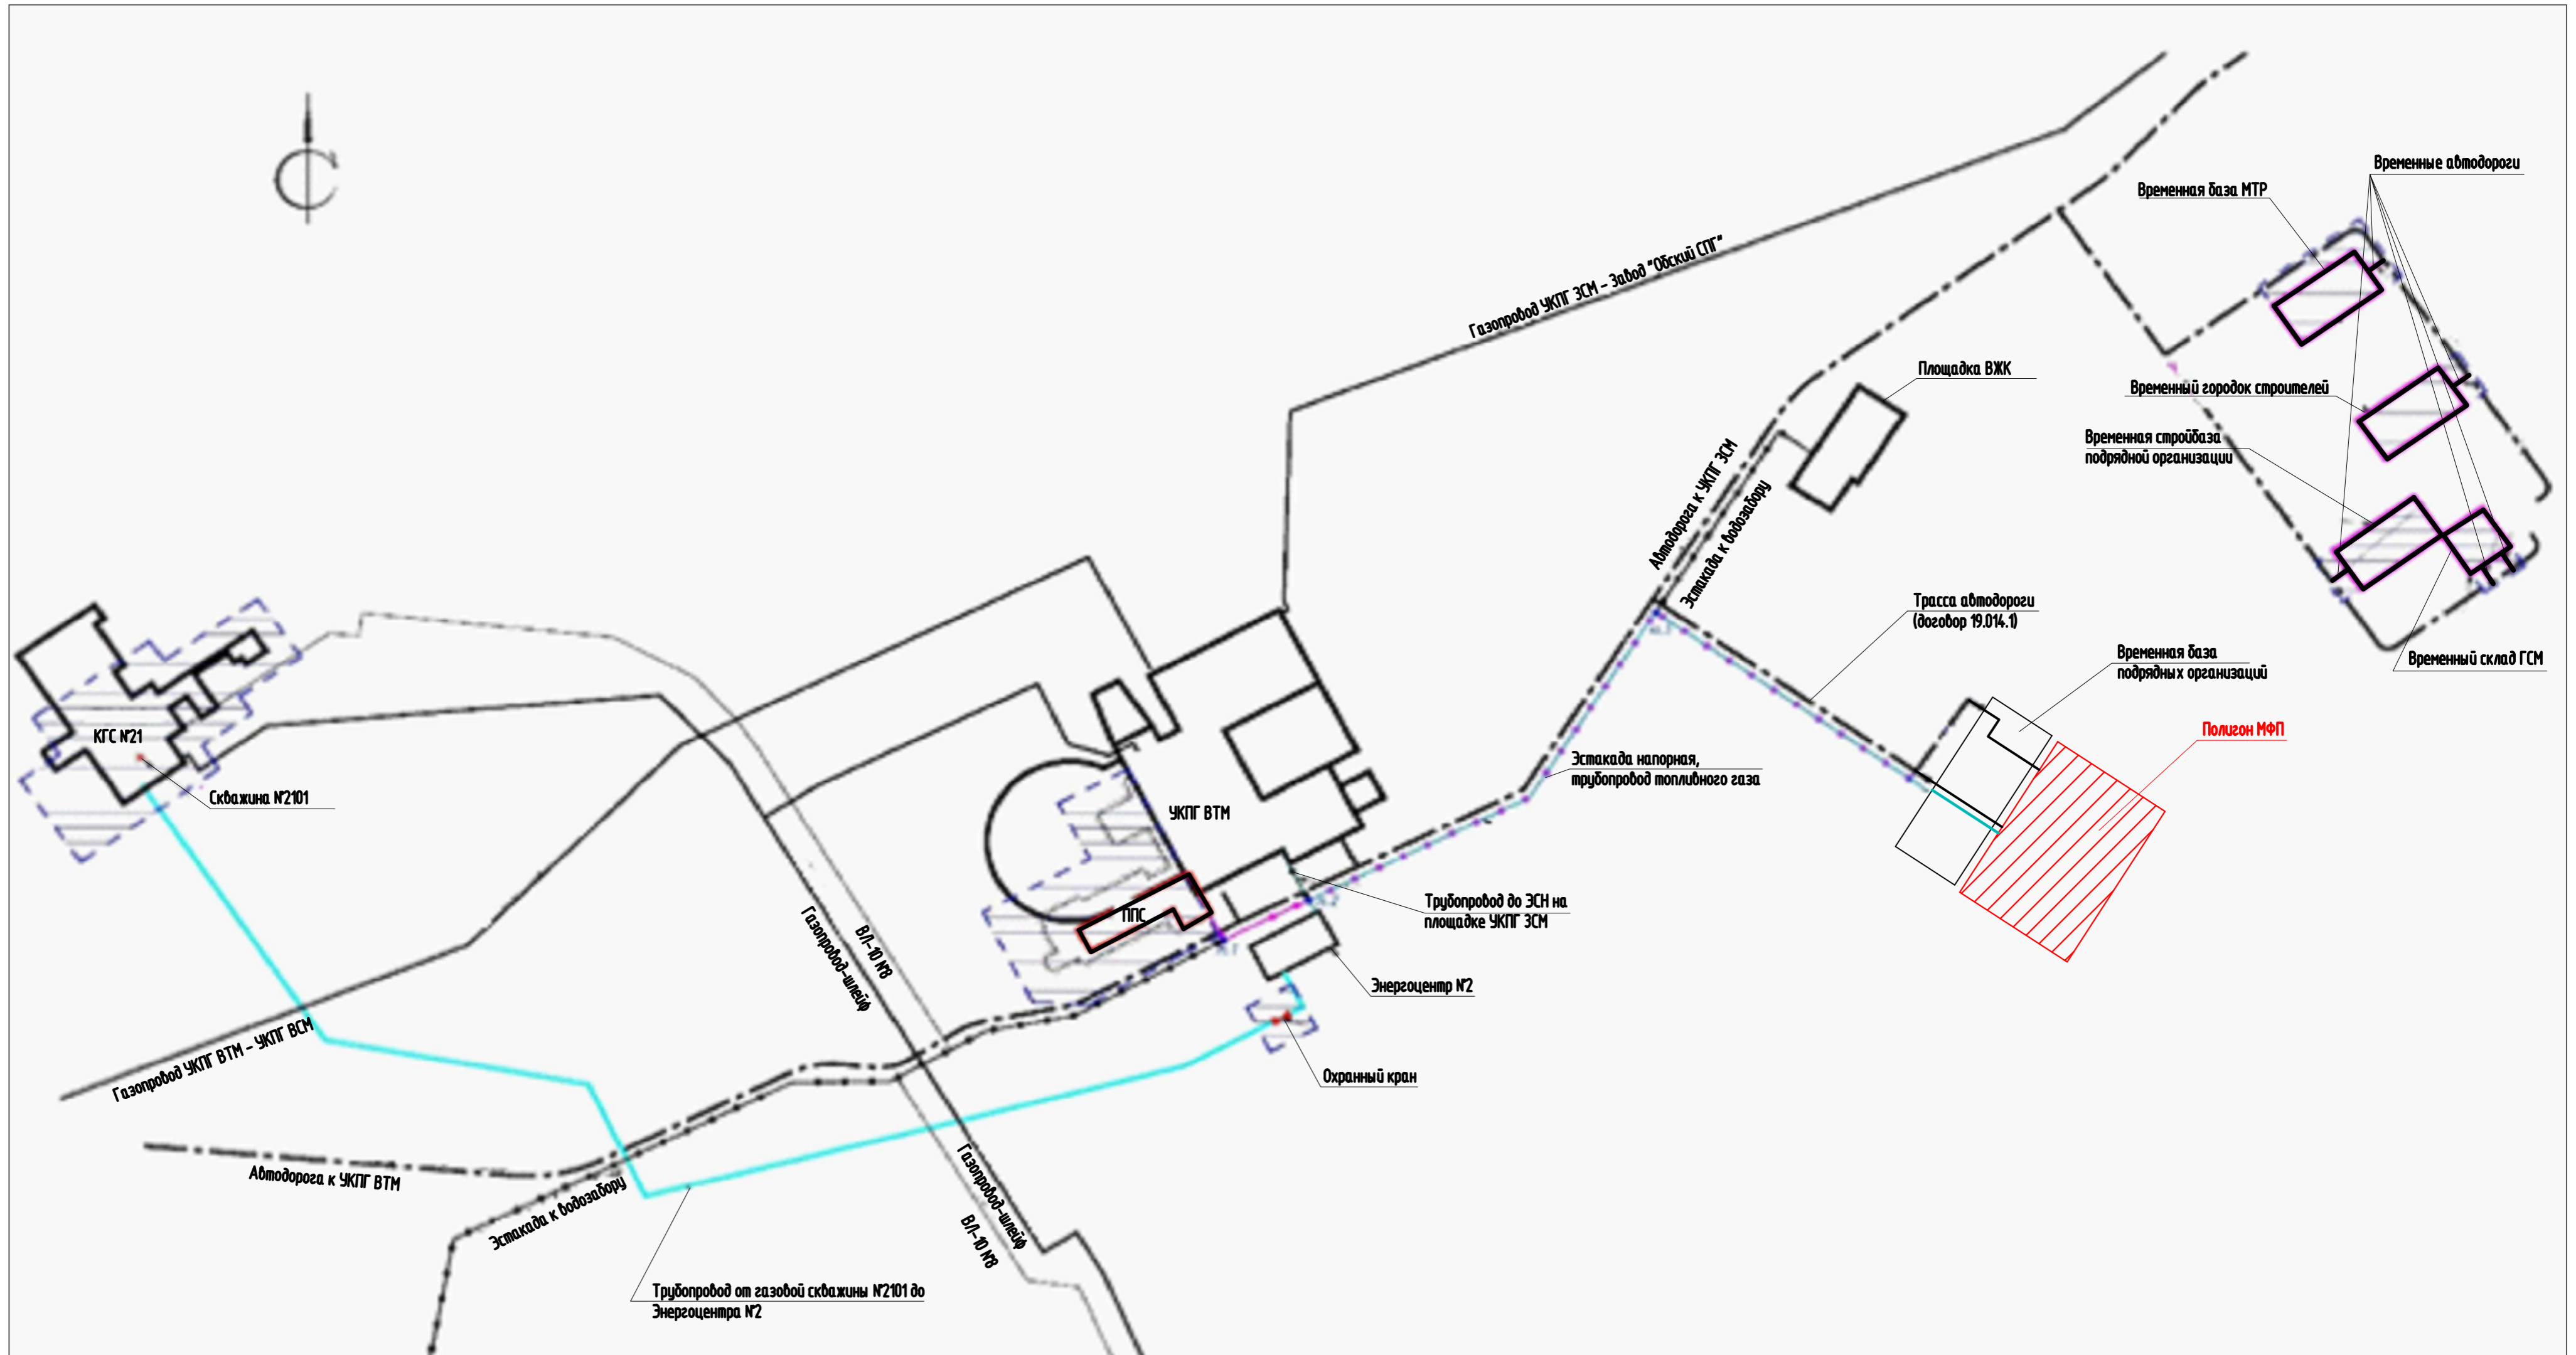 С
Временные автодороги
Временная база МТР
Газопровод УКПГ ЗСМ – Завод "Обский СПГ"
Площадка ВЖК
Временный городок строителей
Временная стройбаза
подрядной организации
Автодорога к УКПГ ЗСМ
Эстакада к водозабору
Трасса автодороги
(договор 19.014.1)
Временная база
подрядных организаций
Временный склад ГСМ
Полигон МФП
КГС №21
Скважина №2101
Эстакада напорная,
трубопровод топливного газа
УКПГ ВТМ
ППС
Трубопровод до ЭСН на
площадке УКПГ ЗСМ
Газопровод-шлейф
ВЛ-10 №8
Энергоцентр №2
Охранный кран
Газопровод УКПГ ВТМ – УКПГ ВСМ
Автодорога к УКПГ ВТМ
Эстакада к водозабору
Газопровод-шлейф
ВЛ-10 №8
Трубопровод от газовой скважины №2101 до
Энергоцентра №2